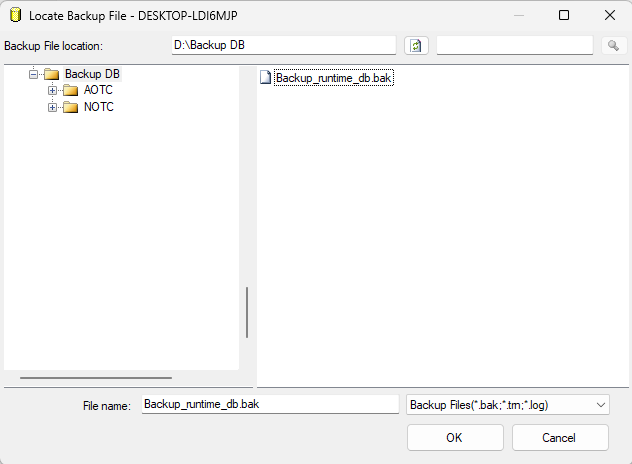 Locate Backup File - DESKTOP-LDI6MJP
Backup File location:
D:\Backup DB
Backup DB
AOTC
NOTC
Backup_runtime_db.bak
File name:
Backup_runtime_db.bak
Backup Files(*.bak;*.trn;*.log)
OK
Cancel